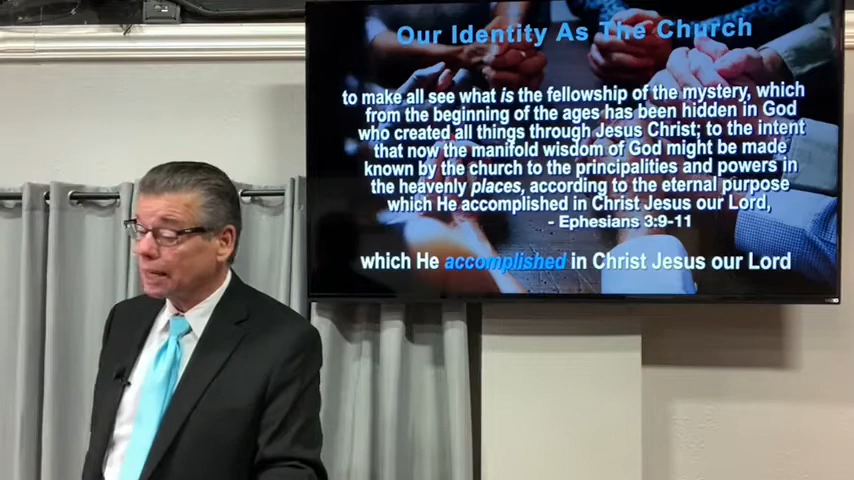 Our Identity As The Church
to make all see what is the fellowship of the mystery, which
from the beginning of the ages has been hidden in God
who created all things through Jesus Christ; to the intent
that now the manifold wisdom of God might be made
known by the church to the principalities and powers in
the heavenly places, according to the eternal purpose
which He accomplished in Christ Jesus our Lord,
- Ephesians 3:9-11
which He accomplished in Christ Jesus our Lord